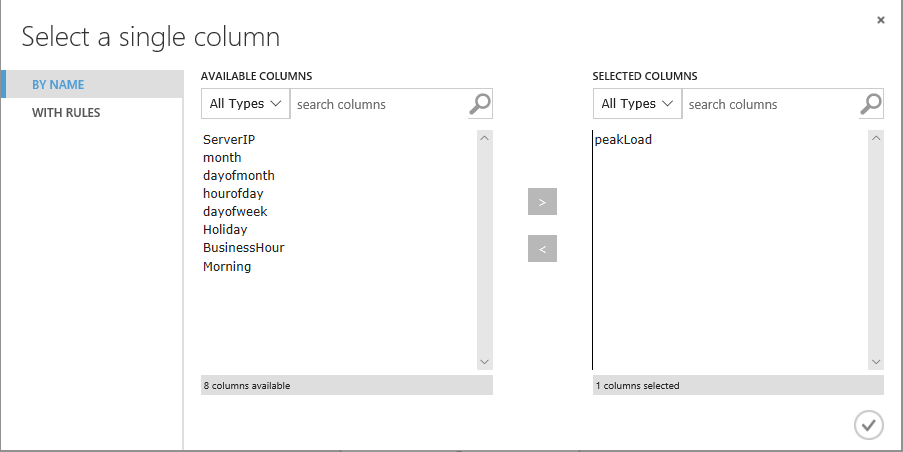 Select a single column
BY NAME
WITH RULES
AVAILABLE COLUMNS
All Types
search columns
ServerIP
month
dayofmonth
hourofday
dayofweek
Holiday
BusinessHour
Morning
8 columns available
>
<
SELECTED COLUMNS
All Types
search columns
peakLoad
1 columns selected